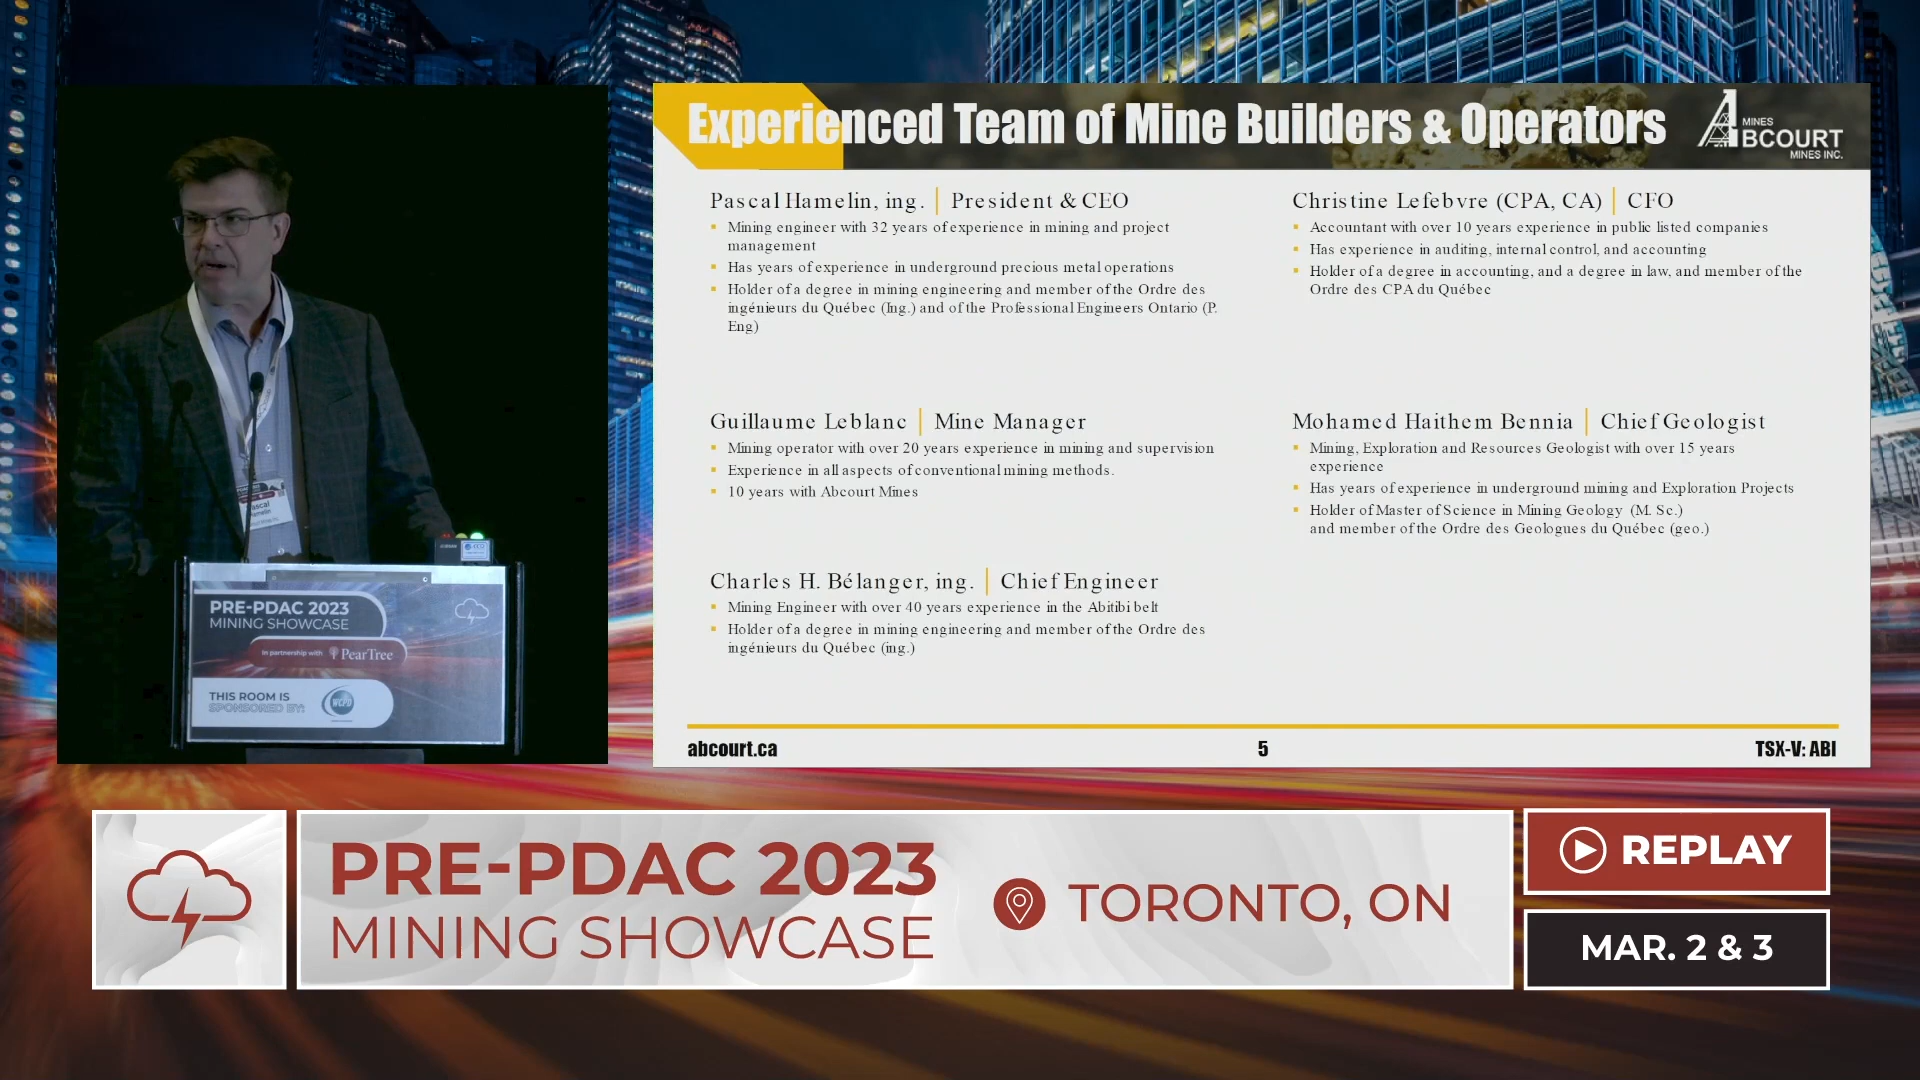 Experienced Team of Mine Builders & Operators
MINES
ABCOURT
MINES INC.
Pascal Hamelin, ing. | President & CEO
Mining engineer with 32 years of experience in mining and project
management
Has years of experience in underground precious metal operations
Holder of a degree in mining engineering and member of the Ordre des
ingénieurs du Québec (Ing.) and of the Professional Engineers Ontario (P.
Eng)
Christine Lefebvre (CPA, CA) | CFO
Accountant with over 10 years experience in public listed companies
Has experience in auditing, internal control, and accounting
Holder of a degree in accounting, and a degree in law, and member of the
Ordre des CPA du Québec
Guillaume Leblanc | Mine Manager
Mining operator with over 20 years experience in mining and supervision
Experience in all aspects of conventional mining methods.
10 years with Abcourt Mines
Mohamed Haithem Bennia | Chief Geologist
Mining, Exploration and Resources Geologist with over 15 years
experience
Has years of experience in underground mining and Exploration Projects
Holder of Master of Science in Mining Geology (M. Sc.)
and member of the Ordre des Geologues du Québec (geo.)
Charles H. Bélanger, ing. | Chief Engineer
Mining Engineer with over 40 years experience in the Abitibi belt
Holder of a degree in mining engineering and member of the Ordre des
ingénieurs du Québec (ing.)
abcourt.ca
5
TSX-V: ABI
Pascal
Hamelin
PRE-PDAC 2023
MINING SHOWCASE
In partnership with PearTree
THIS ROOM IS
SPONSORED BY:
WCPD
PRE-PDAC 2023
MINING SHOWCASE
TORONTO, ON
REPLAY
MAR. 2 & 3